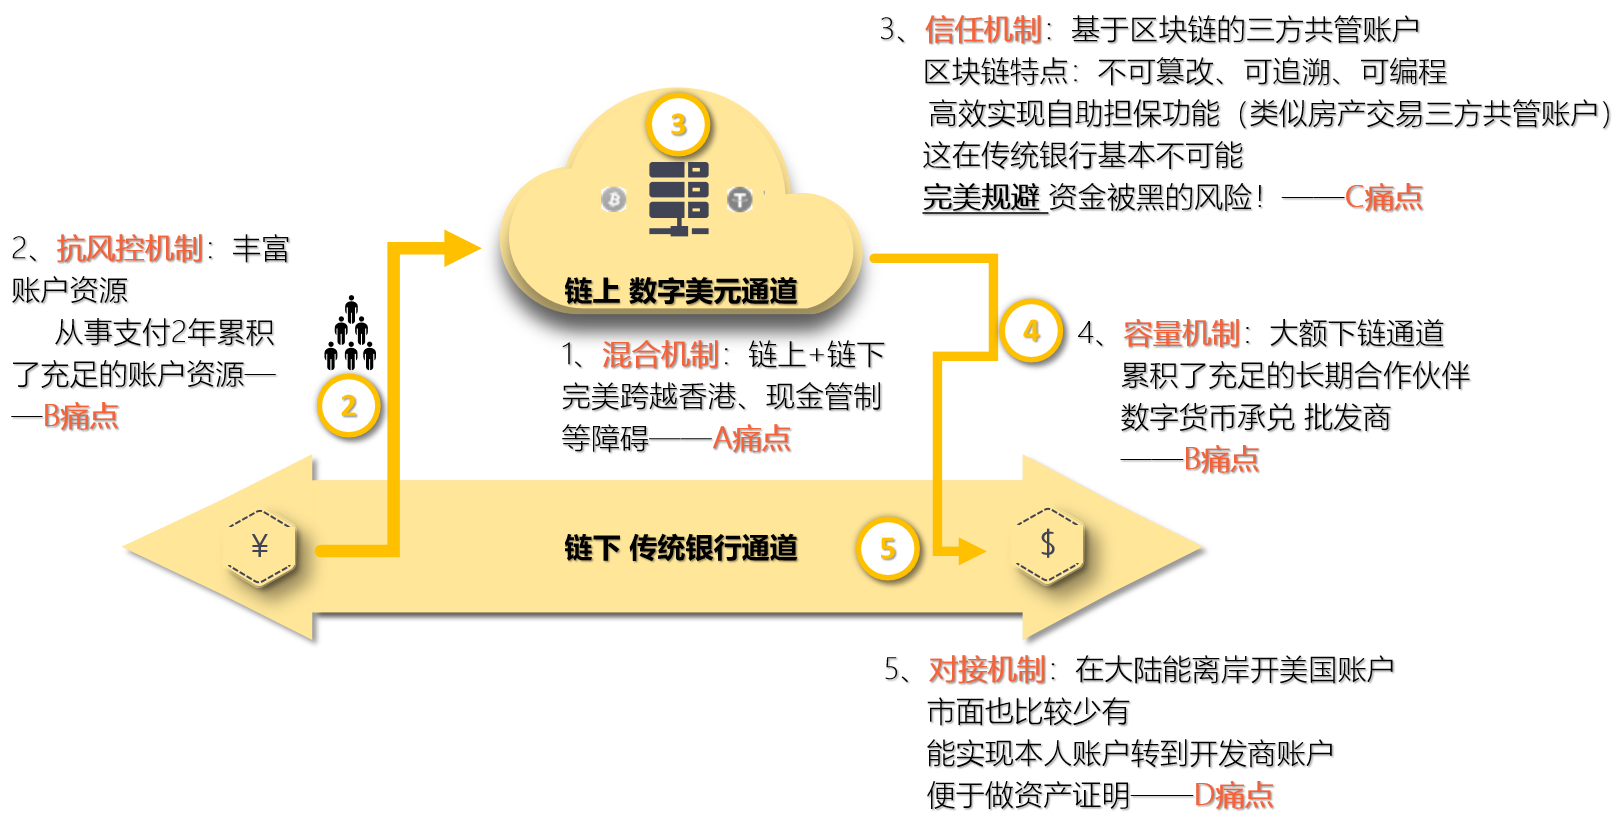 3、信任机制：基于区块链的三方共管账户
区块链特点：不可篡改、可追溯、可编程
高效实现自助担保功能（类似房产交易三方共管账户）
这在传统银行基本不可能
完美规避 资金被黑的风险！——C痛点
3
链上 数字美元通道
2、抗风控机制：丰富
账户资源
从事支付2年累积
了充足的账户资源—
—B痛点
2
1、混合机制：链上+链下
完美跨越香港、现金管制
等障碍——A痛点
4
4、容量机制：大额下链通道
累积了充足的长期合作伙伴
数字货币承兑 批发商
——B痛点
¥
链下 传统银行通道
5
$
5、对接机制：在大陆能离岸开美国账户
市面也比较少有
能实现本人账户转到开发商账户
便于做资产证明——D痛点